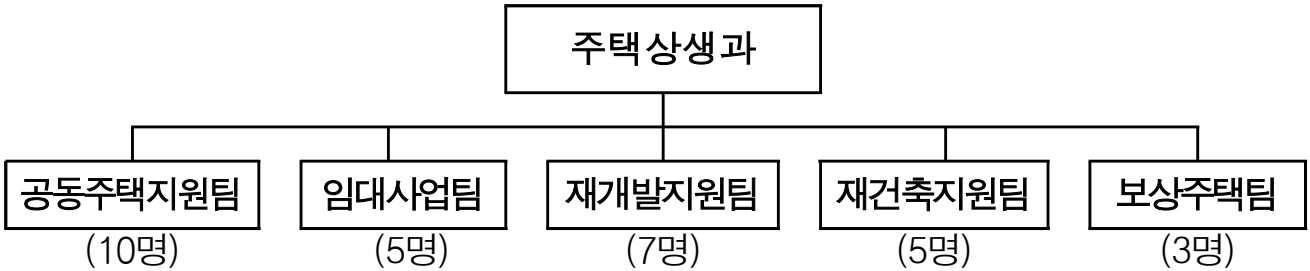 주택상생과
공동주택지원팀 임대사업팀 재개발지원팀 재건축지원팀 보상주택팀
(10명) (5명) (7명) (5명) (3명)